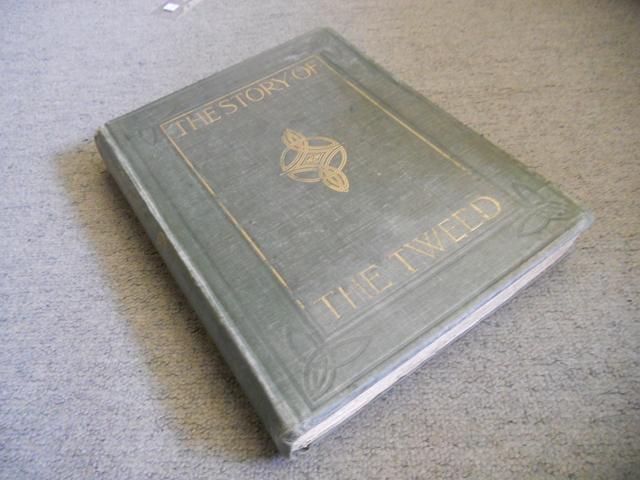 THE STORY OF
THE TWEED